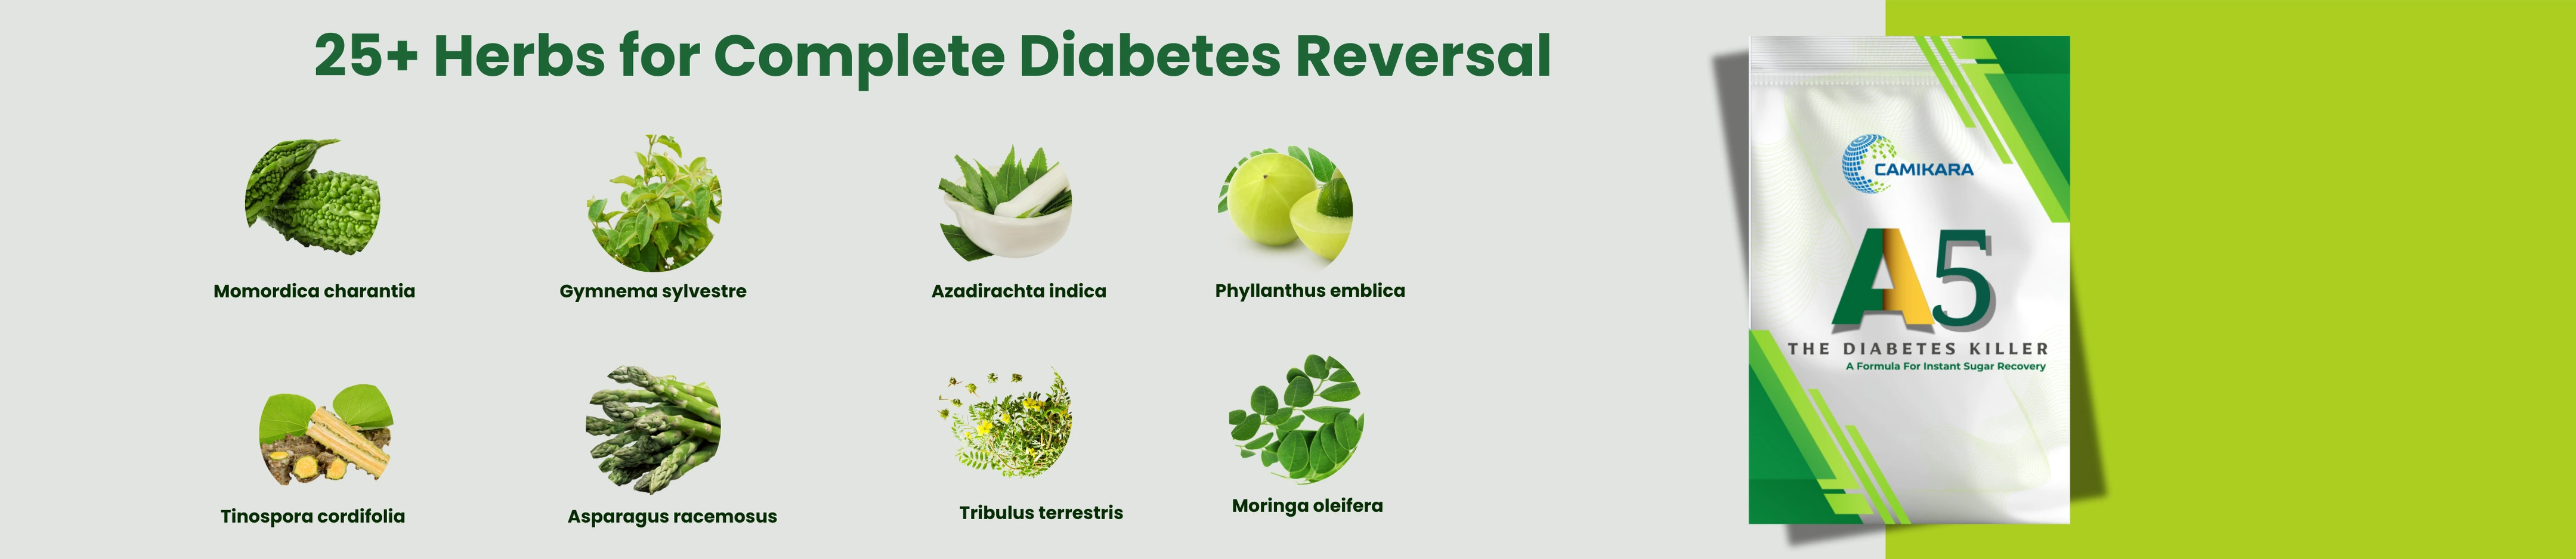 25+ Herbs for Complete Diabetes Reversal
Momordica charantia
Gymnema sylvestre
Azadirachta indica
Phyllanthus emblica
Tinospora cordifolia
Asparagus racemosus
Tribulus terrestris
Moringa oleifera
CAMIKARA
A5
THE DIABETES KILLER
A Formula For Instant Sugar Recovery